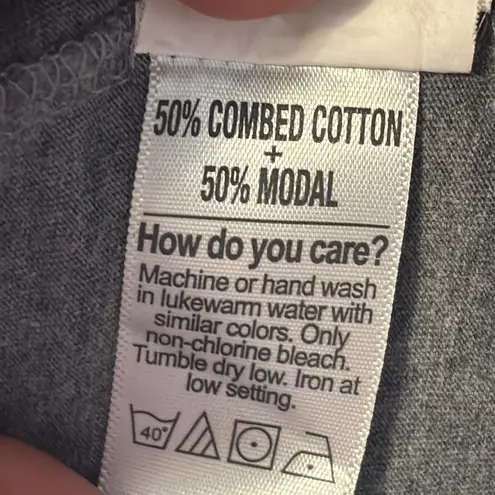 50% COMBED COTTON
+
50% MODAL
How do you care?
Machine or hand wash
in lukewarm water with
similar colors. Only
non-chlorine bleach.
Tumble dry low. Iron at
low setting.
40°